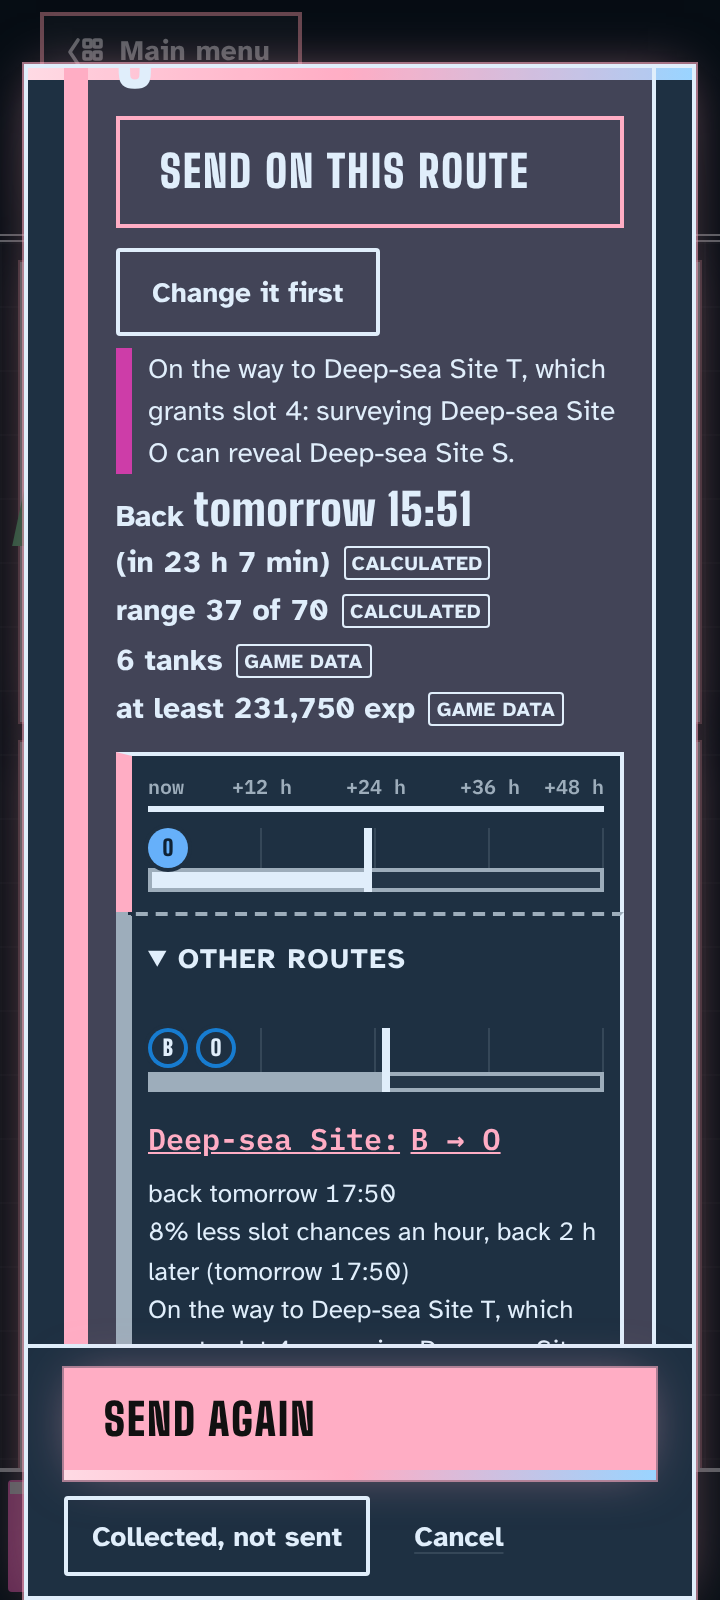 Main menu
SEND ON THIS ROUTE
Change it first
On the way to Deep-sea Site T, which
grants slot 4: surveying Deep-sea Site
O can reveal Deep-sea Site S.
Back tomorrow 15:51
(in 23 h 7 min) CALCULATED
range 37 of 70 CALCULATED
6 tanks GAME DATA
at least 231,750 exp GAME DATA
now +12 h +24 h +36 h +48 h
O
▼ OTHER ROUTES
B O
Deep-sea Site: B → O
back tomorrow 17:50
8% less slot chances an hour, back 2 h
later (tomorrow 17:50)
On the way to Deep-sea Site T, which
SEND AGAIN
Collected, not sent Cancel